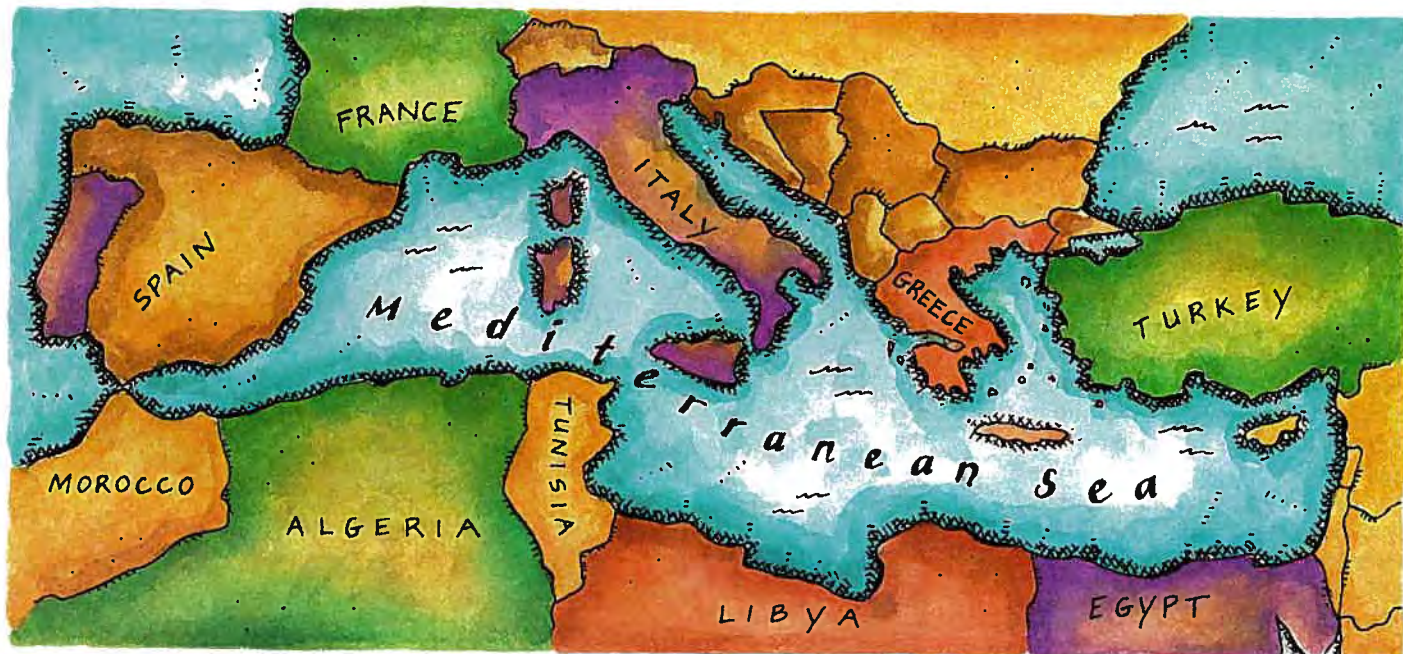 FRANCE
ITALY
SPAIN
GREECE
TURKEY
Mediterranean Sea
TUNISIA
MOROCCO
ALGERIA
LIBYA
EGYPT